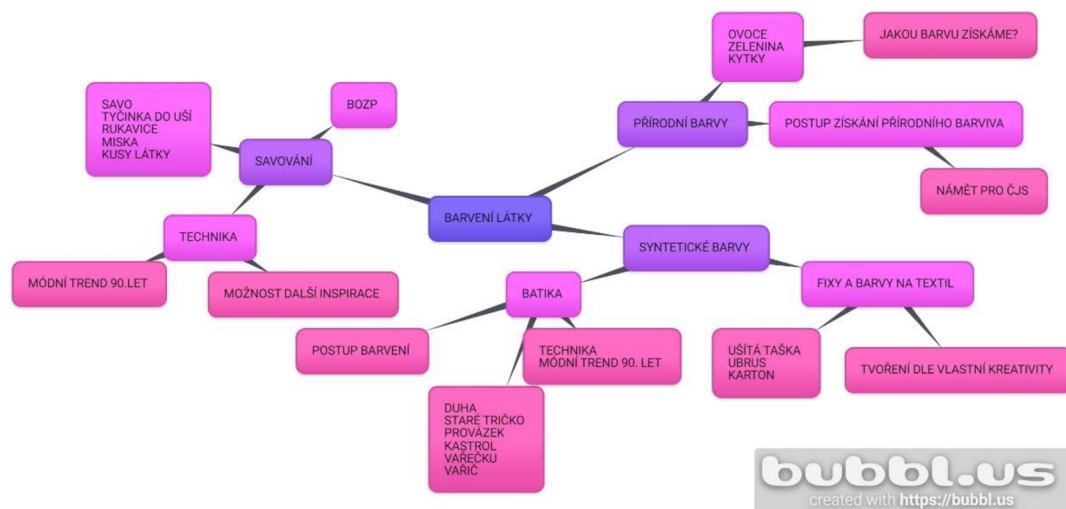 OVOCE
ZELENINA
KYTKY
JAKOU BARVU ZÍSKÁME?
SAVO
TYČINKA DO UŠÍ
RUKAVICE
MISKA
KUSY LÁTKY
BOZP
PŘÍRODNÍ BARVY
POSTUP ZÍSKÁNÍ PŘÍRODNÍHO BARVIVA
SAVOVÁNÍ
NÁMĚT PRO ČJS
BARVENÍ LÁTKY
TECHNIKA
SYNTETICKÉ BARVY
MÓDNÍ TREND 90.LET
MOŽNOST DALŠÍ INSPIRACE
BATIKA
FIXY A BARVY NA TEXTIL
POSTUP BARVENÍ
TECHNIKA
MÓDNÍ TREND 90. LET
UŠÍTÁ TAŠKA
UBRUS
KARTON
TVOŘENÍ DLE VLASTNÍ KREATIVITY
DUHA
STARÉ TRIČKO
PROVÁZEK
KASTROL
VAŘEČKU
VAŘIČ
bubbl.us
created with https://bubbl.us